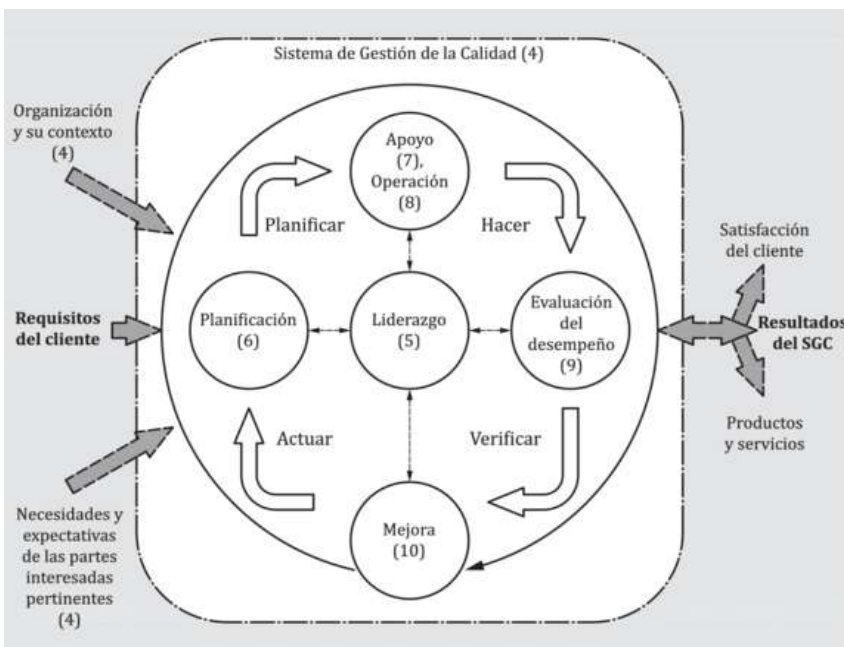 Sistema de Gestión de la Calidad (4)
Organización
y su contexto
(4)
Apoyo
(7),
Operación
(8)
Planificar
Hacer
Satisfacción
del cliente
Requisitos
del cliente
Planificación
(6)
Liderazgo
(5)
Evaluación
del
desempeño
(9)
Resultados
del SGC
Actuar
Verificar
Productos
y servicios
Mejora
(10)
Necesidades y
expectativas
de las partes
interesadas
pertinentes
(4)